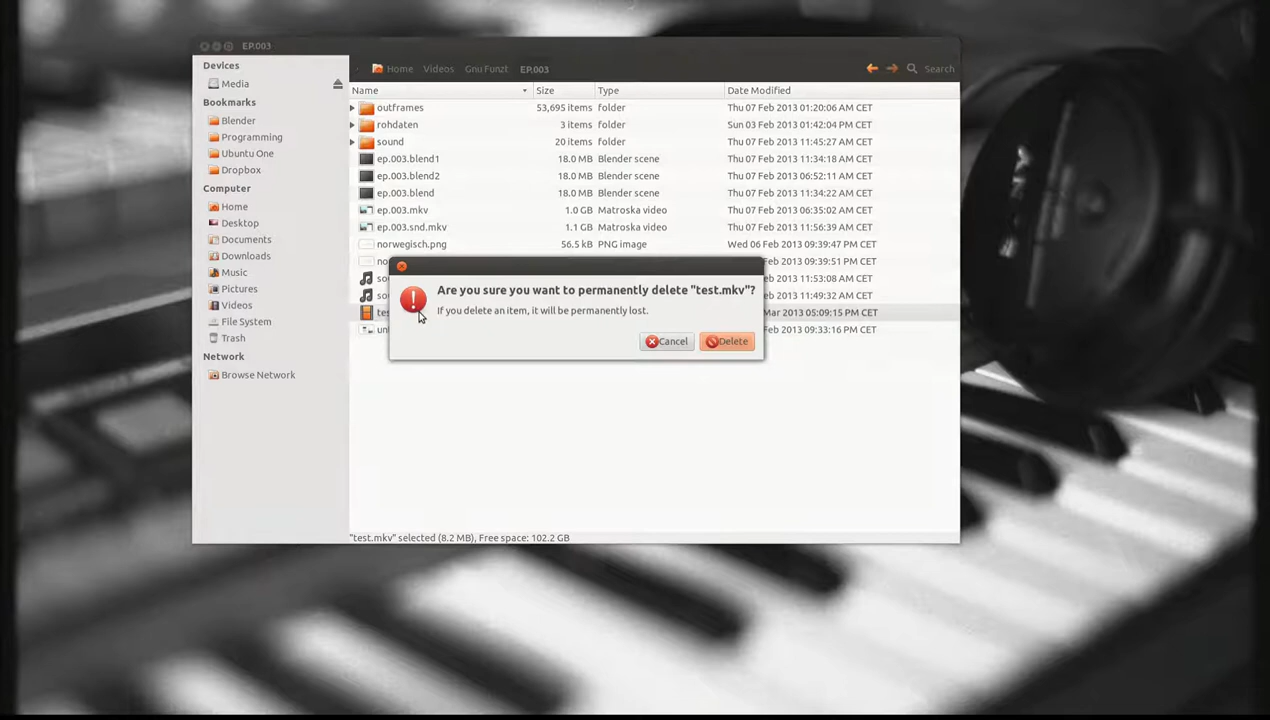 EP.003
Devices
Media
Bookmarks
Blender
Programming
Ubuntu One
Dropbox
Computer
Home
Desktop
Documents
Downloads
Music
Pictures
Videos
File System
Trash
Network
Browse Network
Home Videos Gnu Funzt EP.003 Search
Name Size Type Date Modified
outframes 53,695 items folder Thu 07 Feb 2013 01:20:06 AM CET
rohdaten 3 items folder Sun 03 Feb 2013 01:42:04 PM CET
sound 20 items folder Thu 07 Feb 2013 11:45:27 AM CET
ep.003.blend1 18.0 MB Blender scene Thu 07 Feb 2013 11:34:18 AM CET
ep.003.blend2 18.0 MB Blender scene Thu 07 Feb 2013 06:52:11 AM CET
ep.003.blend 18.0 MB Blender scene Thu 07 Feb 2013 11:34:22 AM CET
ep.003.mkv 1.0 GB Matroska video Thu 07 Feb 2013 06:35:02 AM CET
ep.003.snd.mkv 1.1 GB Matroska video Thu 07 Feb 2013 11:56:39 AM CET
norwegisch.png 56.5 kB PNG image Wed 06 Feb 2013 09:39:47 PM CET
2013 09:39:51 PM CET
2013 11:53:08 AM CET
2013 11:49:32 AM CET
Mar 2013 05:09:15 PM CET
2013 09:33:16 PM CET
Are you sure you want to permanently delete "test.mkv"?
If you delete an item, it will be permanently lost.
Cancel Delete
"test.mkv" selected (8.2 MB), Free space: 102.2 GB